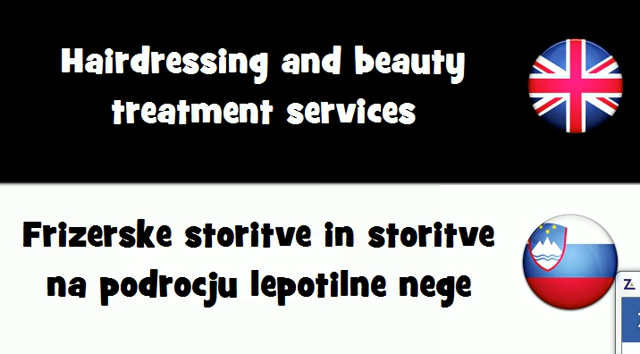 Hairdressing and beauty
treatment services
Frizerske storitve in storitve
na podrocju lepotilne nege